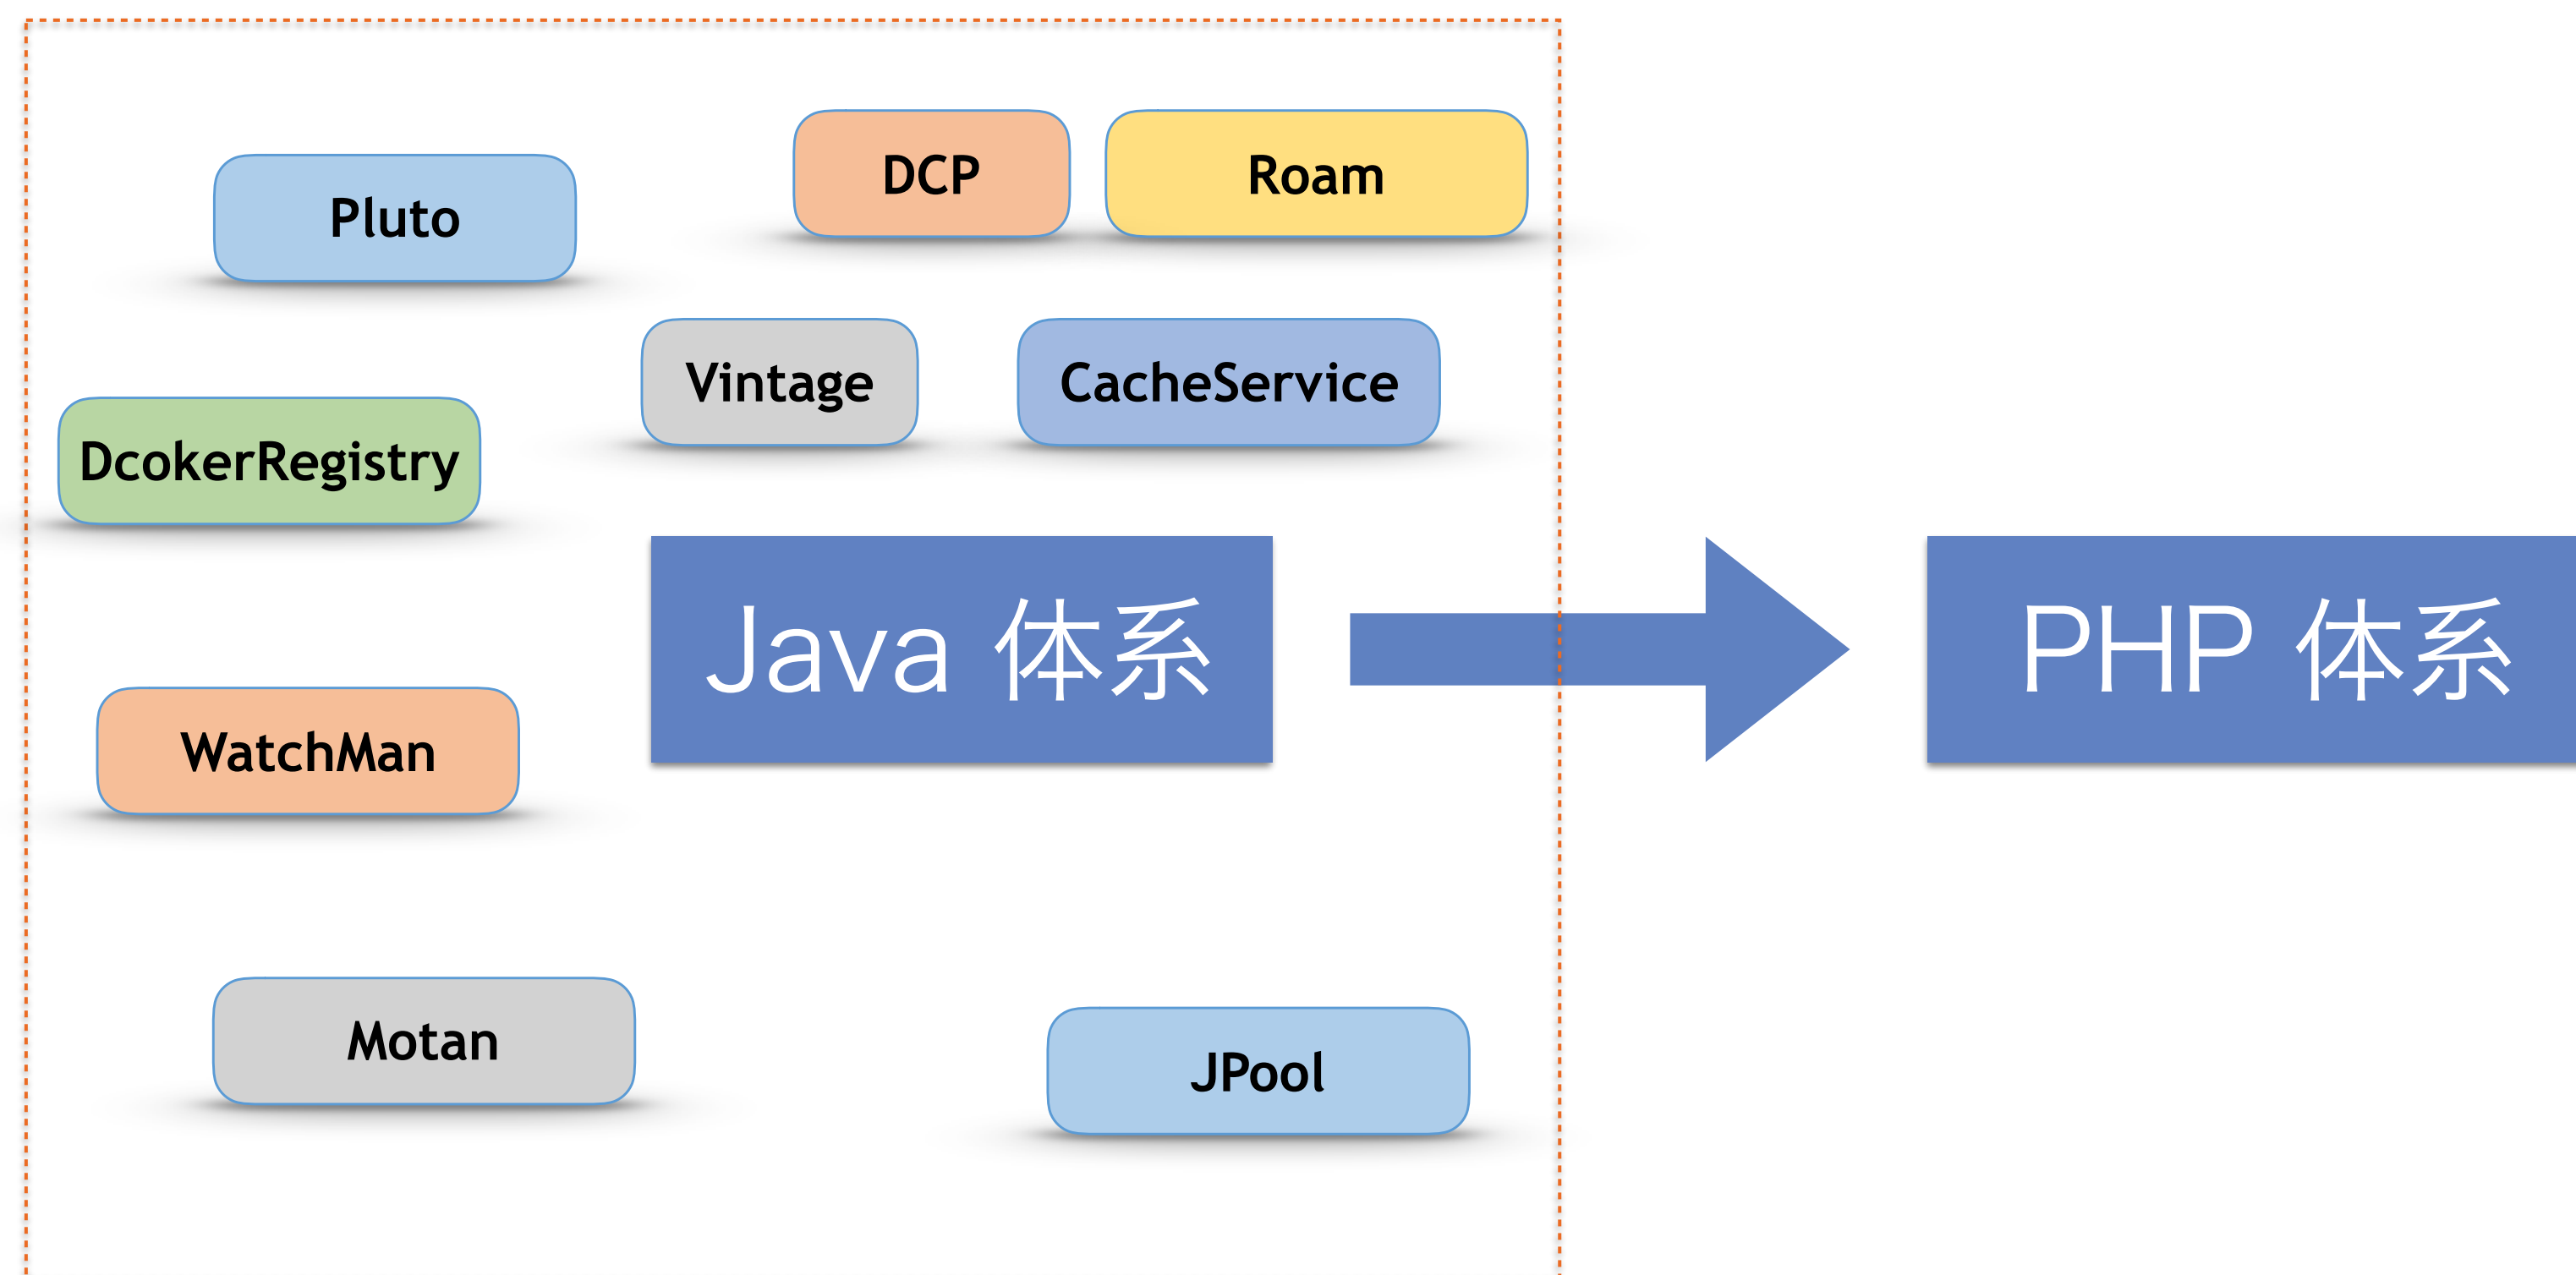 DCP
Roam
Pluto
Vintage
CacheService
DcokerRegistry
Java 体系
PHP 体系
WatchMan
Motan
JPool